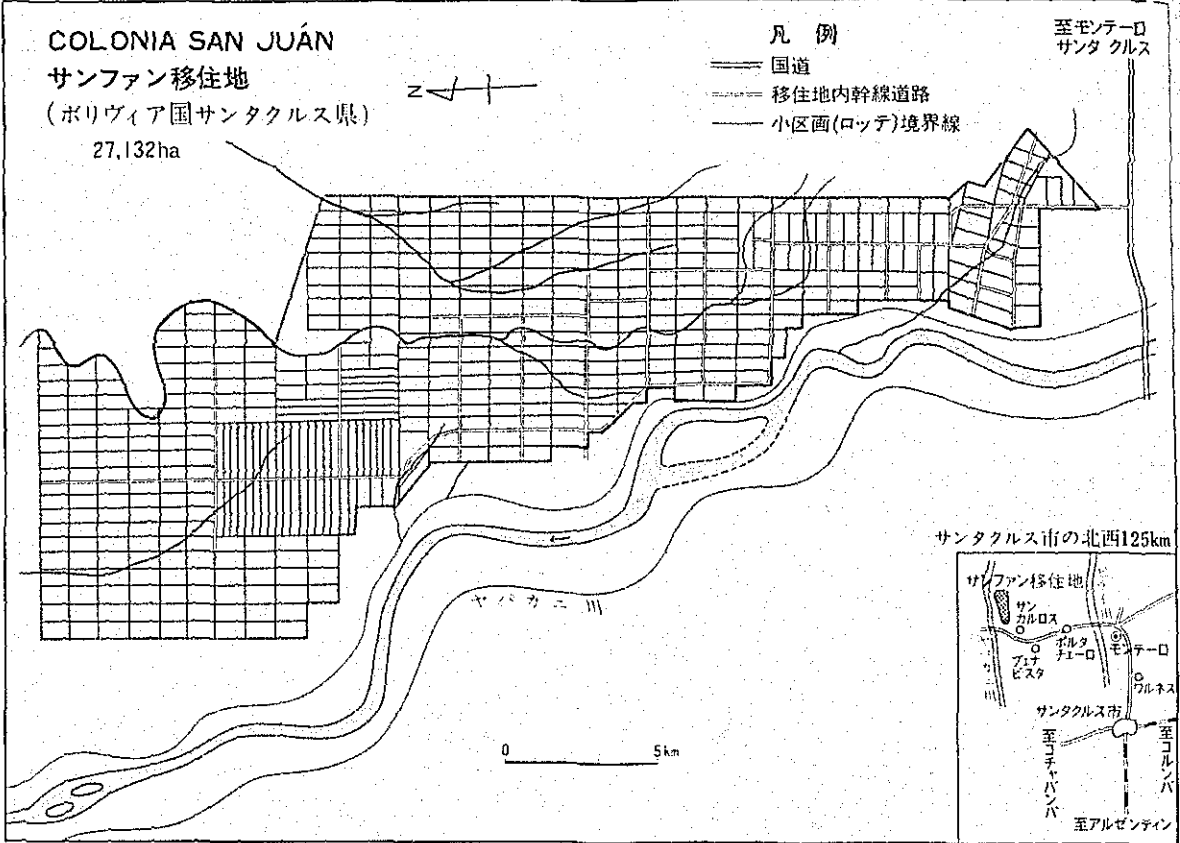 COLONIA SAN JUÁN
サンファン移住地
(ボリヴィア国サンタクルス県)
27,132ha
N
凡例
国道
移住地内幹線道路
小区画(ロッテ)境界線
至モンテーロ
サンタ クルス
ヤパカニ川
0 5km
サンタクルス市の北西125km
サンファン移住地
サン
カルロス
ブェナ
ビスタ
ポルタ
チェーロ
モンテーロ
ワルネス
サンタクルス市
至コチャバンバ
至コルンバ
至アルゼンティン